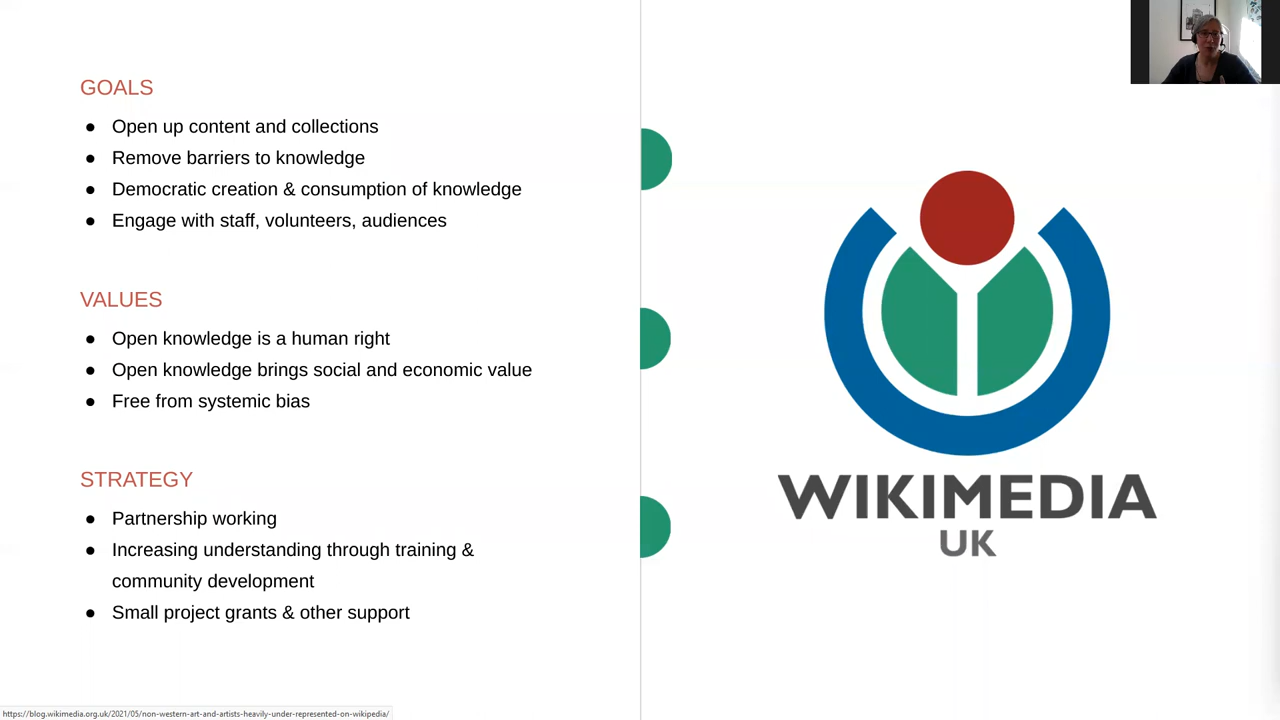 GOALS
● Open up content and collections
● Remove barriers to knowledge
● Democratic creation & consumption of knowledge
● Engage with staff, volunteers, audiences
VALUES
● Open knowledge is a human right
● Open knowledge brings social and economic value
● Free from systemic bias
STRATEGY
● Partnership working
● Increasing understanding through training &
community development
● Small project grants & other support
WIKIMEDIA
UK
https://blog.wikimedia.org.uk/2021/05/non-western-art-and-artists-heavily-under-represented-on-wikipedia/